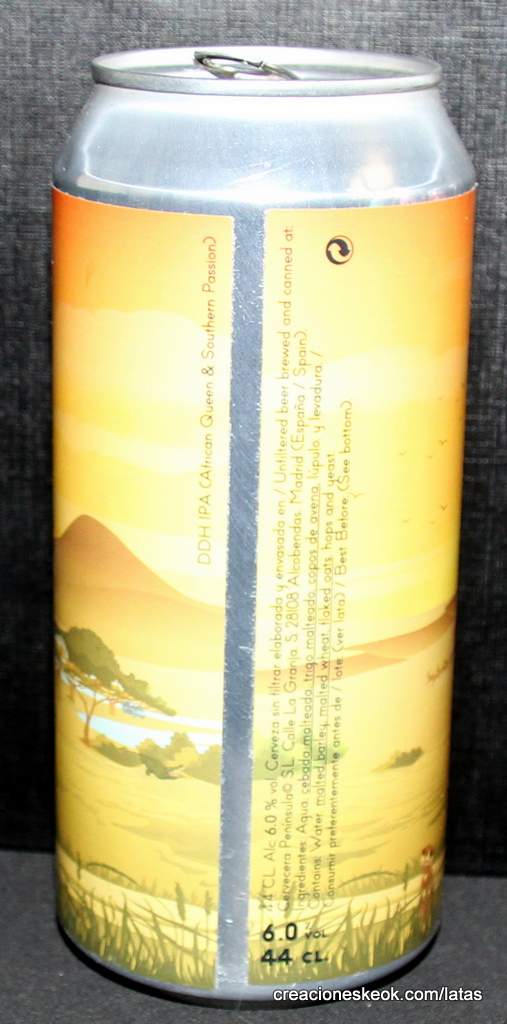 DDH IPA (African Queen & Southern Passion)
44 CL Alc 6.0 % vol. Cerveza sin filtrar elaborada y envasada en / Unfiltered beer brewed and canned at:
Cervecera Península© S.L. Calle La Granja, 5, 28108 Alcobendas, Madrid (España / Spain)
Ingredientes: Agua, cebada malteada, trigo malteado, copos de avena, lúpulo, y levadura. /
Contains: Water, malted barley, malted wheat, flaked oats, hops and yeast.
Consumir preferentemente antes de / lote: (ver lata) / Best Before: (See bottom)
6.0 % VOL.
44 CL.
creacioneskeok.com/latas